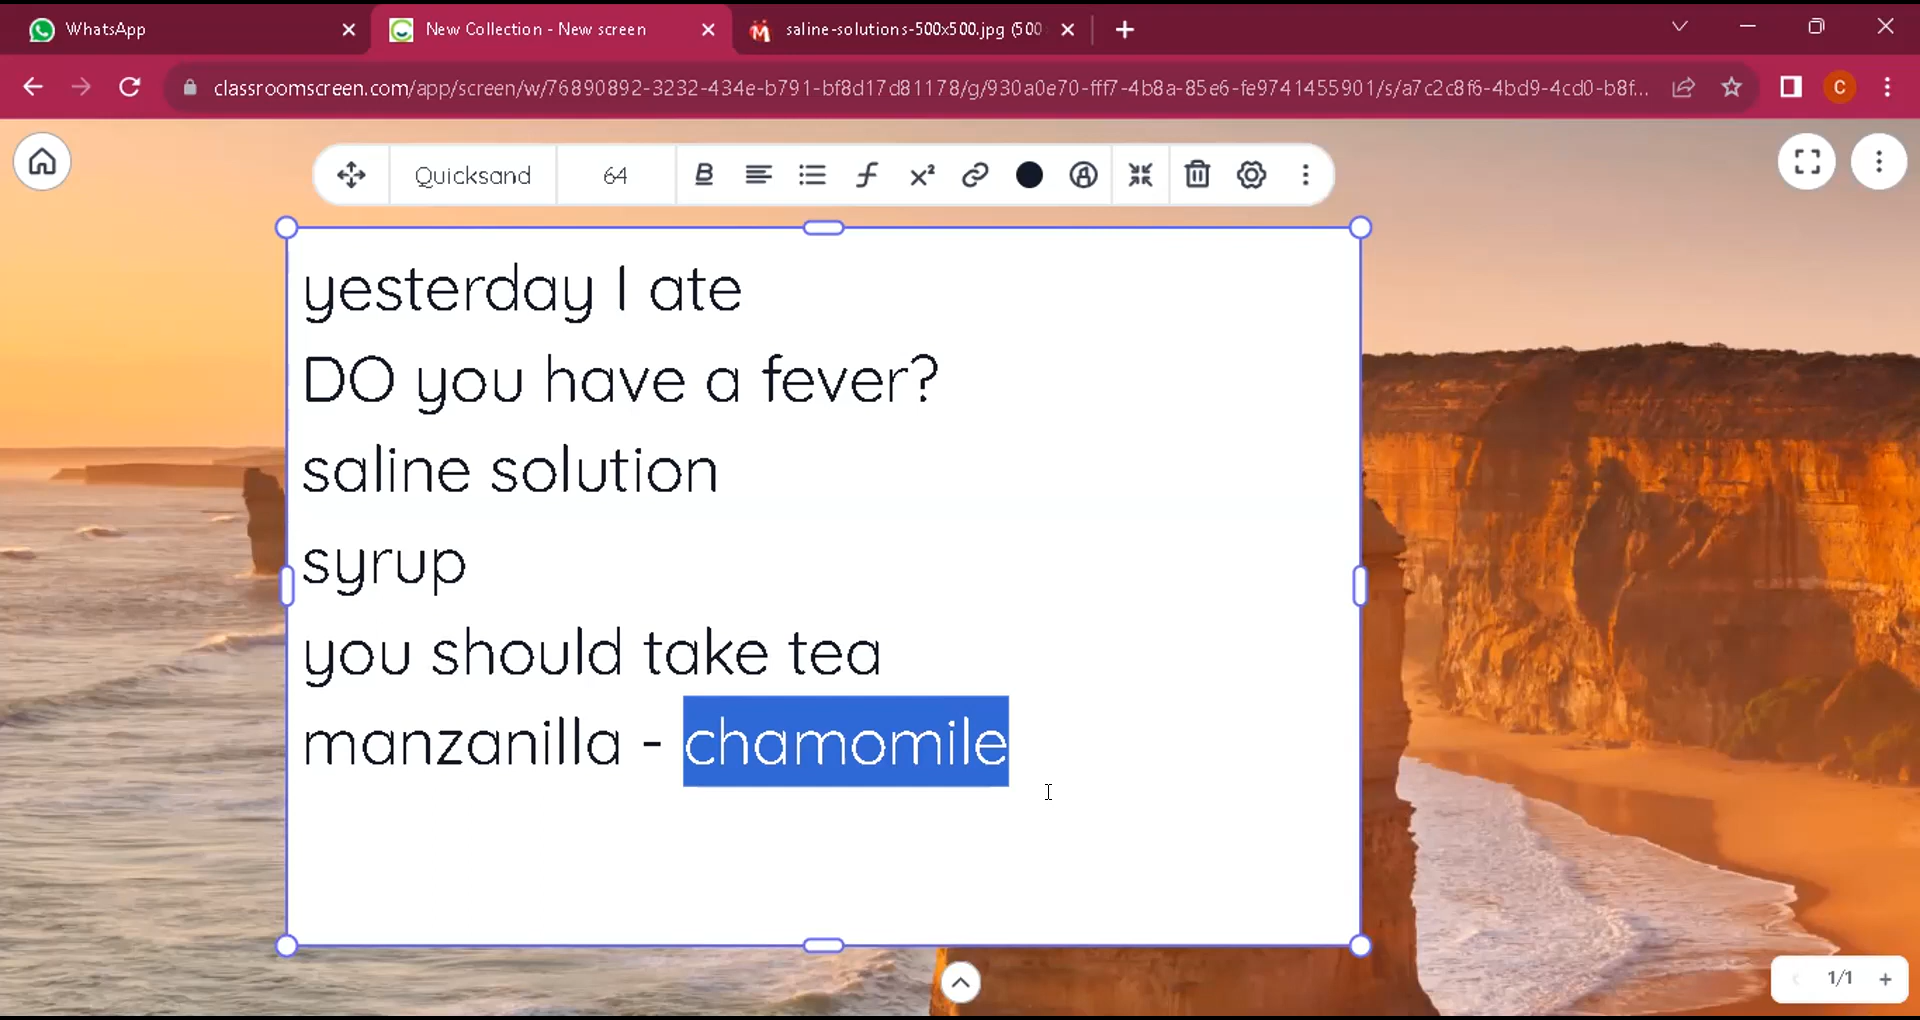 WhatsApp
New Collection - New screen
saline-solutions-500x500.jpg (500
classroomscreen.com/app/screen/w/76890892-3232-434e-b791-bf8d17d81178/g/930a0e70-fff7-4b8a-85e6-fe9741455901/s/a7c2c8f6-4bd9-4cd0-b8f...
C
Quicksand 64 B
yesterday I ate
DO you have a fever?
saline solution
syrup
you should take tea
manzanilla - chamomile
1/1